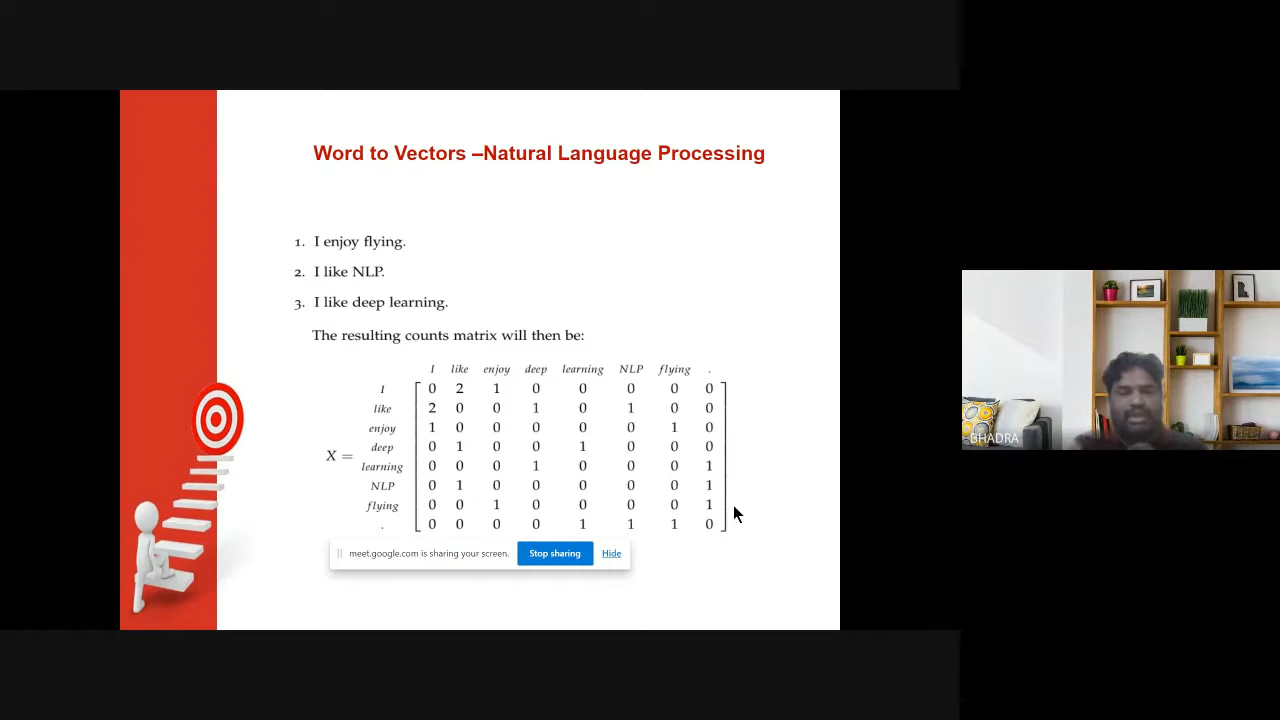 Word to Vectors –Natural Language Processing
1. I enjoy flying.
2. I like NLP.
3. I like deep learning.
The resulting counts matrix will then be:
I like enjoy deep learning NLP flying .
I 0 2 1 0 0 0 0 0
like 2 0 0 1 0 1 0 0
enjoy 1 0 0 0 0 0 1 0
deep 0 1 0 0 1 0 0 0
X = learning 0 0 0 1 0 0 0 1
NLP 0 1 0 0 0 0 0 1
flying 0 0 1 0 0 0 0 1
. 0 0 0 0 1 1 1 0
meet.google.com is sharing your screen. Stop sharing Hide
BHADRA